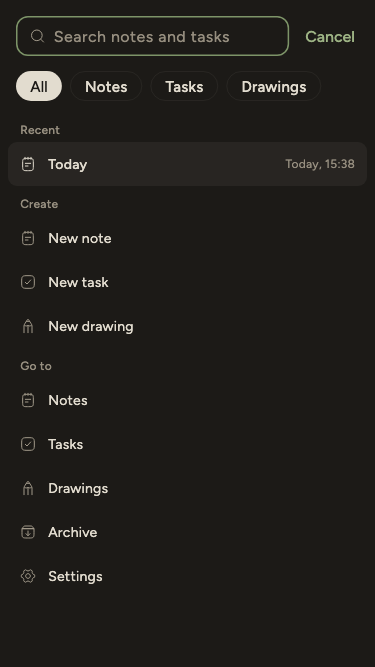 Search notes and tasks Cancel
All Notes Tasks Drawings
Recent
Today Today, 15:38
Create
New note
New task
New drawing
Go to
Notes
Tasks
Drawings
Archive
Settings